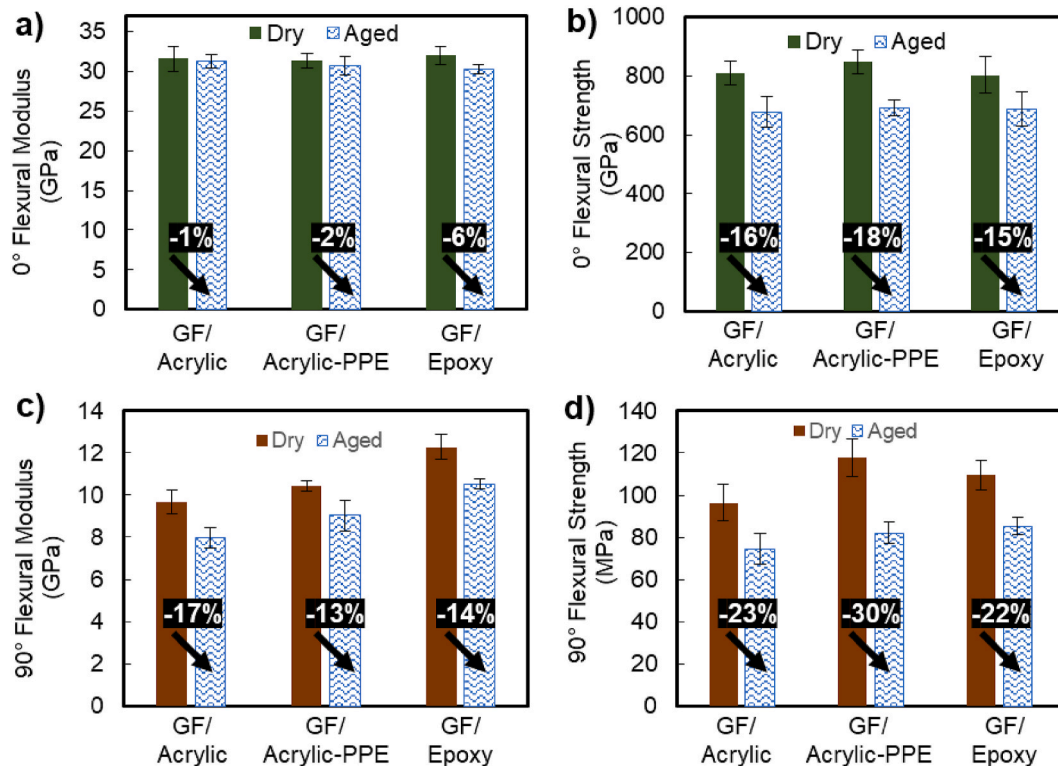 a)
Dry Aged
0° Flexural Modulus
(GPa)
35
30
25
20
15
10
5
0
-1%
-2%
-6%
GF/
Acrylic
GF/
Acrylic-PPE
GF/
Epoxy
b)
Dry Aged
0° Flexural Strength
(GPa)
1000
800
600
400
200
0
-16%
-18%
-15%
GF/
Acrylic
GF/
Acrylic-PPE
GF/
Epoxy
c)
Dry Aged
90° Flexural Modulus
(GPa)
14
12
10
8
6
4
2
0
-17%
-13%
-14%
GF/
Acrylic
GF/
Acrylic-PPE
GF/
Epoxy
d)
Dry Aged
90° Flexural Strength
(MPa)
140
120
100
80
60
40
20
0
-23%
-30%
-22%
GF/
Acrylic
GF/
Acrylic-PPE
GF/
Epoxy